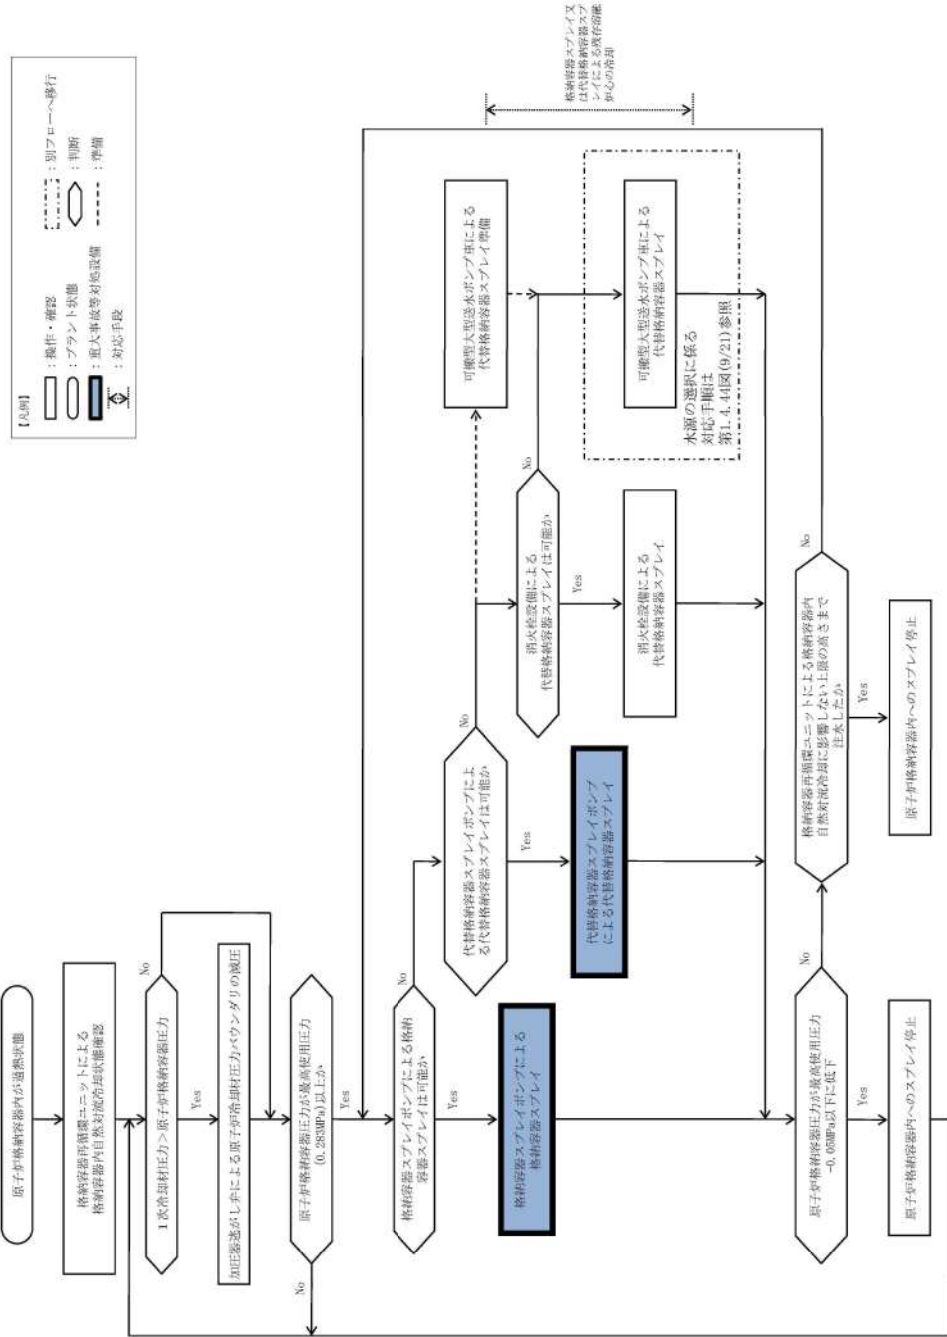 【凡例】
：操作・確認
：プラント状態
：重大事故等対処設備
：対応手段
：別フローへ移行
：判断
：準備
原子炉格納容器内が過熱状態
格納容器再循環ユニットによる
格納容器内自然対流冷却状態確認
1次冷却材圧力＞原子炉格納容器圧力
No
Yes
加圧器逃がし弁による原子炉冷却材圧力バウンダリの減圧
原子炉格納容器圧力が最高使用圧力
(0.283MPa)以上か
No
Yes
格納容器スプレイポンプによる格納
容器スプレイは可能か
No
Yes
格納容器スプレイポンプによる
格納容器スプレイ
代替格納容器スプレイポンプによ
る代替格納容器スプレイは可能か
No
Yes
代替格納容器スプレイポンプ
による代替格納容器スプレイ
消火栓設備による
代替格納容器スプレイは可能か
No
Yes
消火栓設備による
代替格納容器スプレイ
可搬型大型送水ポンプ車による
代替格納容器スプレイ準備
可搬型大型送水ポンプ車による
代替格納容器スプレイ
水源の選択に係る
対応手順は
第1.4.44図(9/21)参照
格納容器スプレイ又
は代替格納容器スプ
レイによる残存溶融
炉心の冷却
原子炉格納容器圧力が最高使用圧力
-0.05MPa以下に低下
No
Yes
原子炉格納容器内へのスプレイ停止
格納容器再循環ユニットによる格納容器内
自然対流冷却に影響しない上限の高さまで
注水したか
No
Yes
原子炉格納容器内へのスプレイ停止